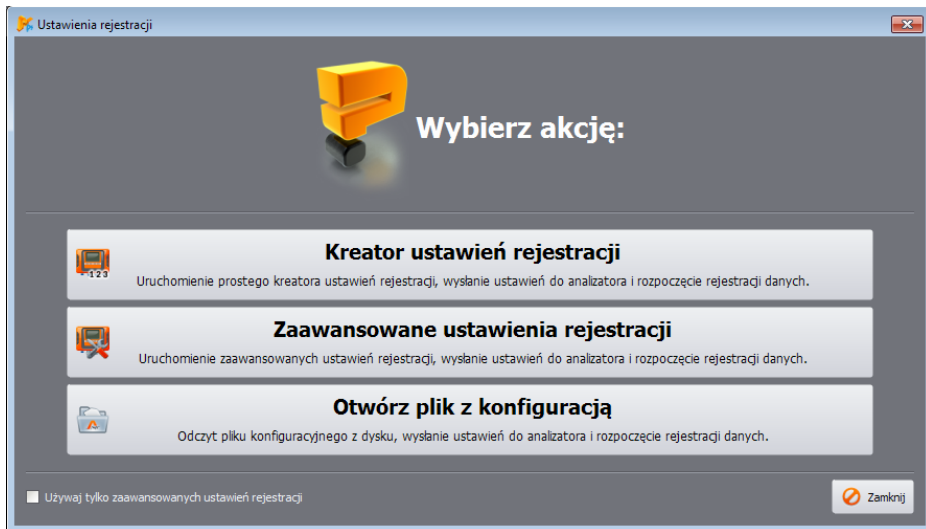 Ustawienia rejestracji
Wybierz akcję:
Kreator ustawień rejestracji
123
Uruchomienie prostego kreatora ustawień rejestracji, wysłanie ustawień do analizatora i rozpoczęcie rejestracji danych.
Zaawansowane ustawienia rejestracji
Uruchomienie zaawansowanych ustawień rejestracji, wysłanie ustawień do analizatora i rozpoczęcie rejestracji danych.
Otwórz plik z konfiguracją
Odczyt pliku konfiguracyjnego z dysku, wysłanie ustawień do analizatora i rozpoczęcie rejestracji danych.
Używaj tylko zaawansowanych ustawień rejestracji
Zamknij